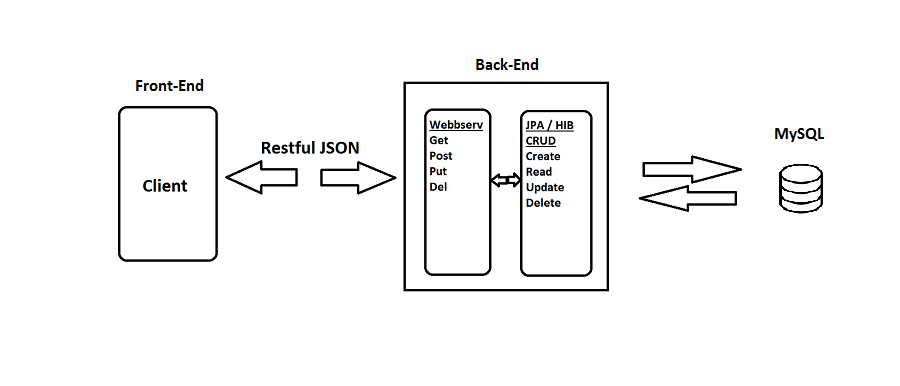 Front-End
Client
Restful JSON
Back-End
Webbserv
Get
Post
Put
Del
JPA / HIB
CRUD
Create
Read
Update
Delete
MySQL